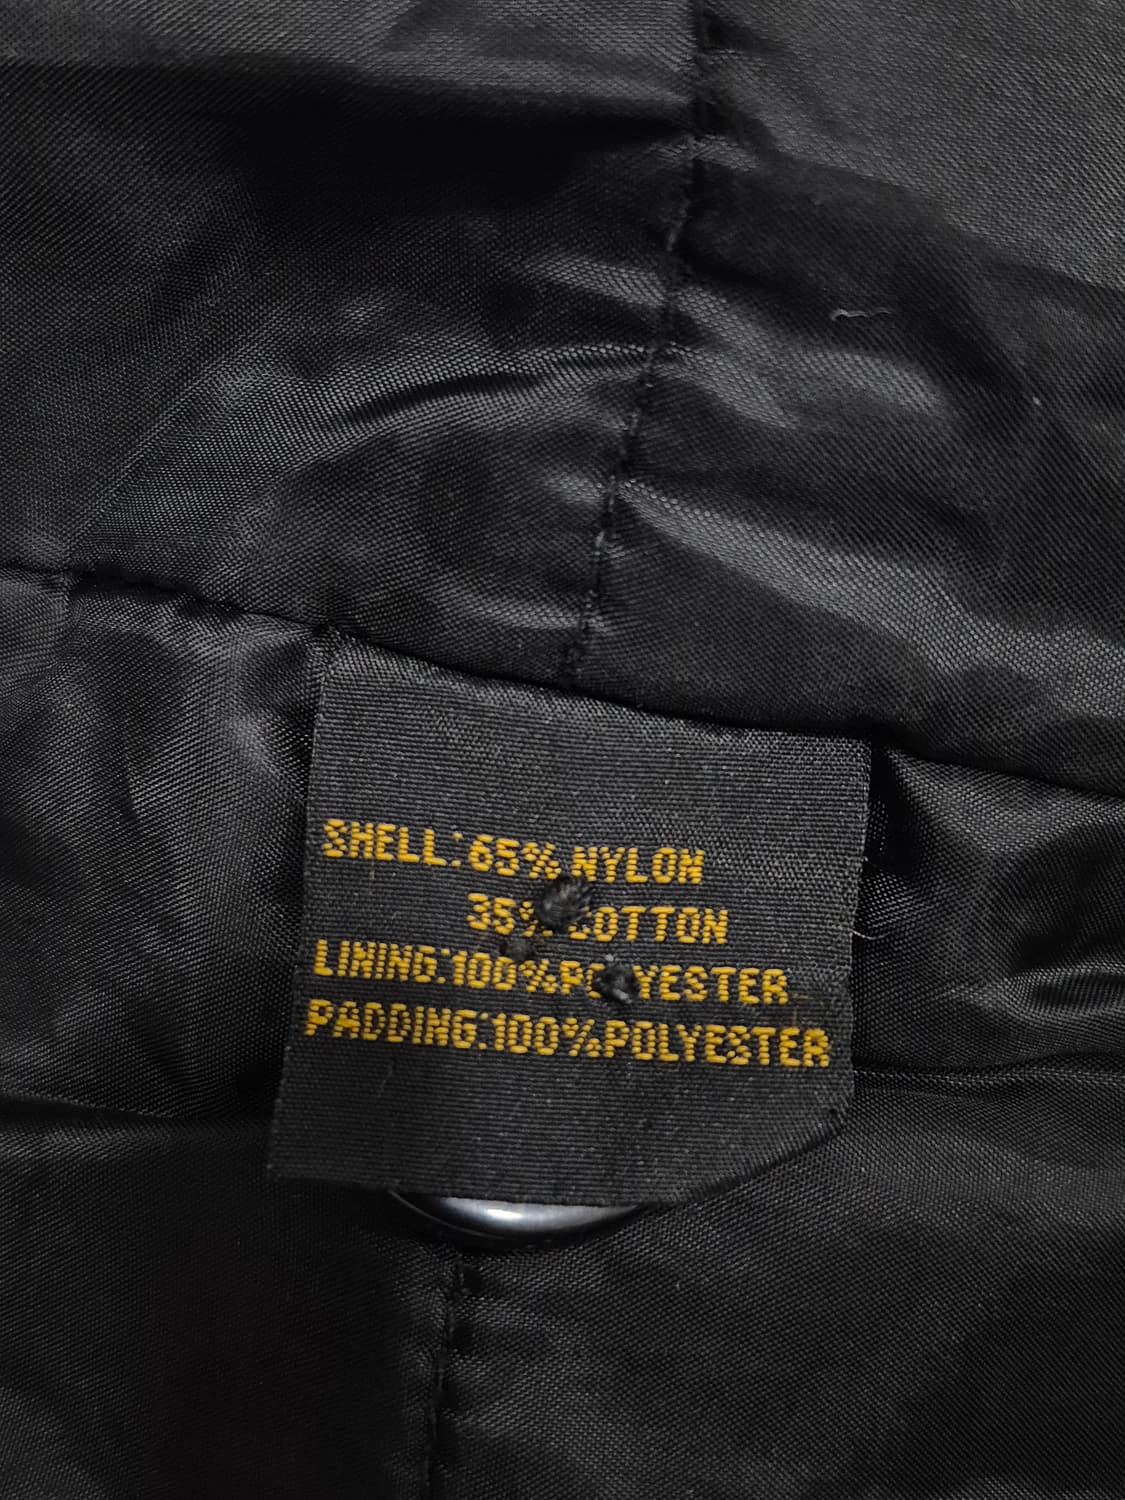 SHELL:65% NYLON
35% COTTON
LINING:100%POLYESTER
PADDING:100%POLYESTER